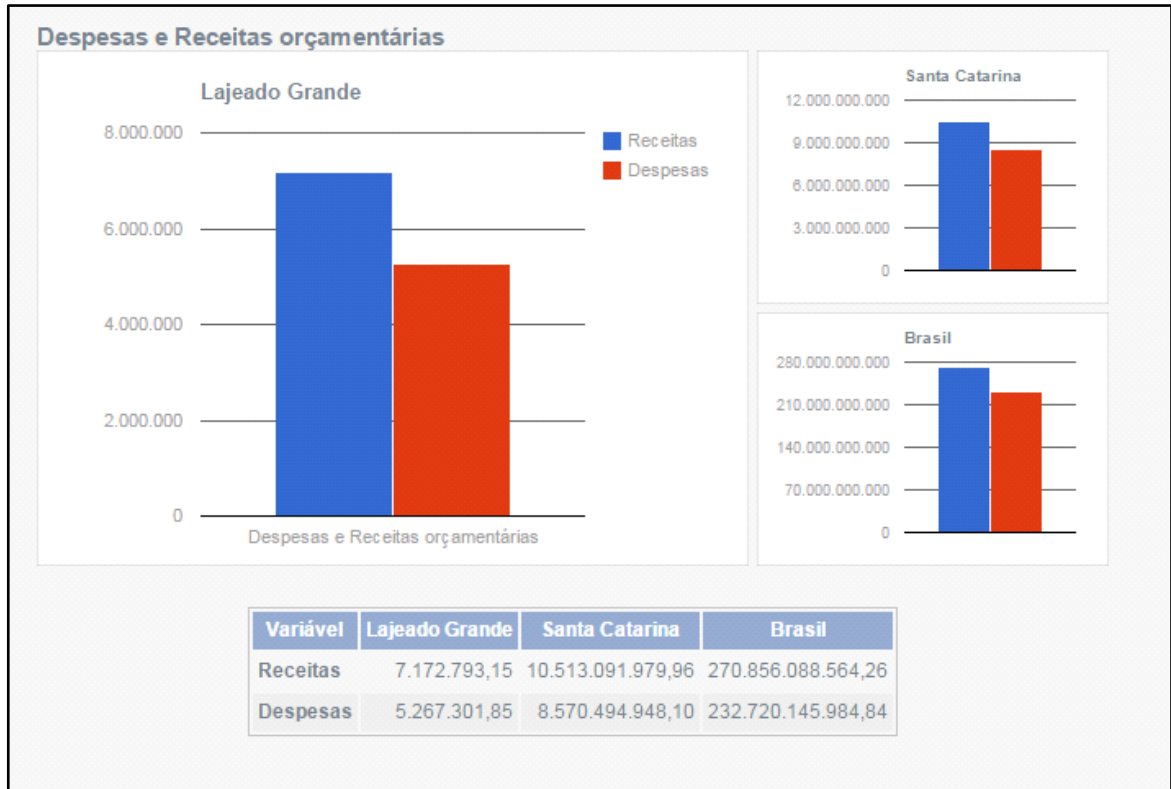 Despesas e Receitas orçamentárias
Lajeado Grande
8.000.000
6.000.000
4.000.000
2.000.000
0
Despesas e Receitas orçamentárias
Receitas
Despesas
Santa Catarina
12.000.000.000
9.000.000.000
6.000.000.000
3.000.000.000
0
Brasil
280.000.000.000
210.000.000.000
140.000.000.000
70.000.000.000
0
Variável Lajeado Grande Santa Catarina Brasil
Receitas 7.172.793,15 10.513.091.979,96 270.856.088.564,26
Despesas 5.267.301,85 8.570.494.948,10 232.720.145.984,84